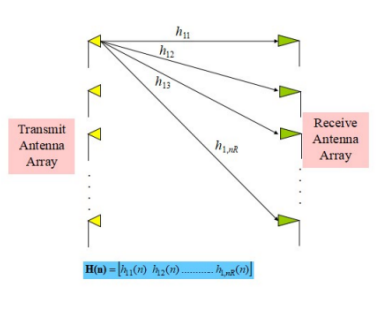 h11
h12
h13
h1,nR
Transmit
Antenna
Array
Receive
Antenna
Array
H(n) = [h11(n) h12(n) ........... h1,nR(n)]